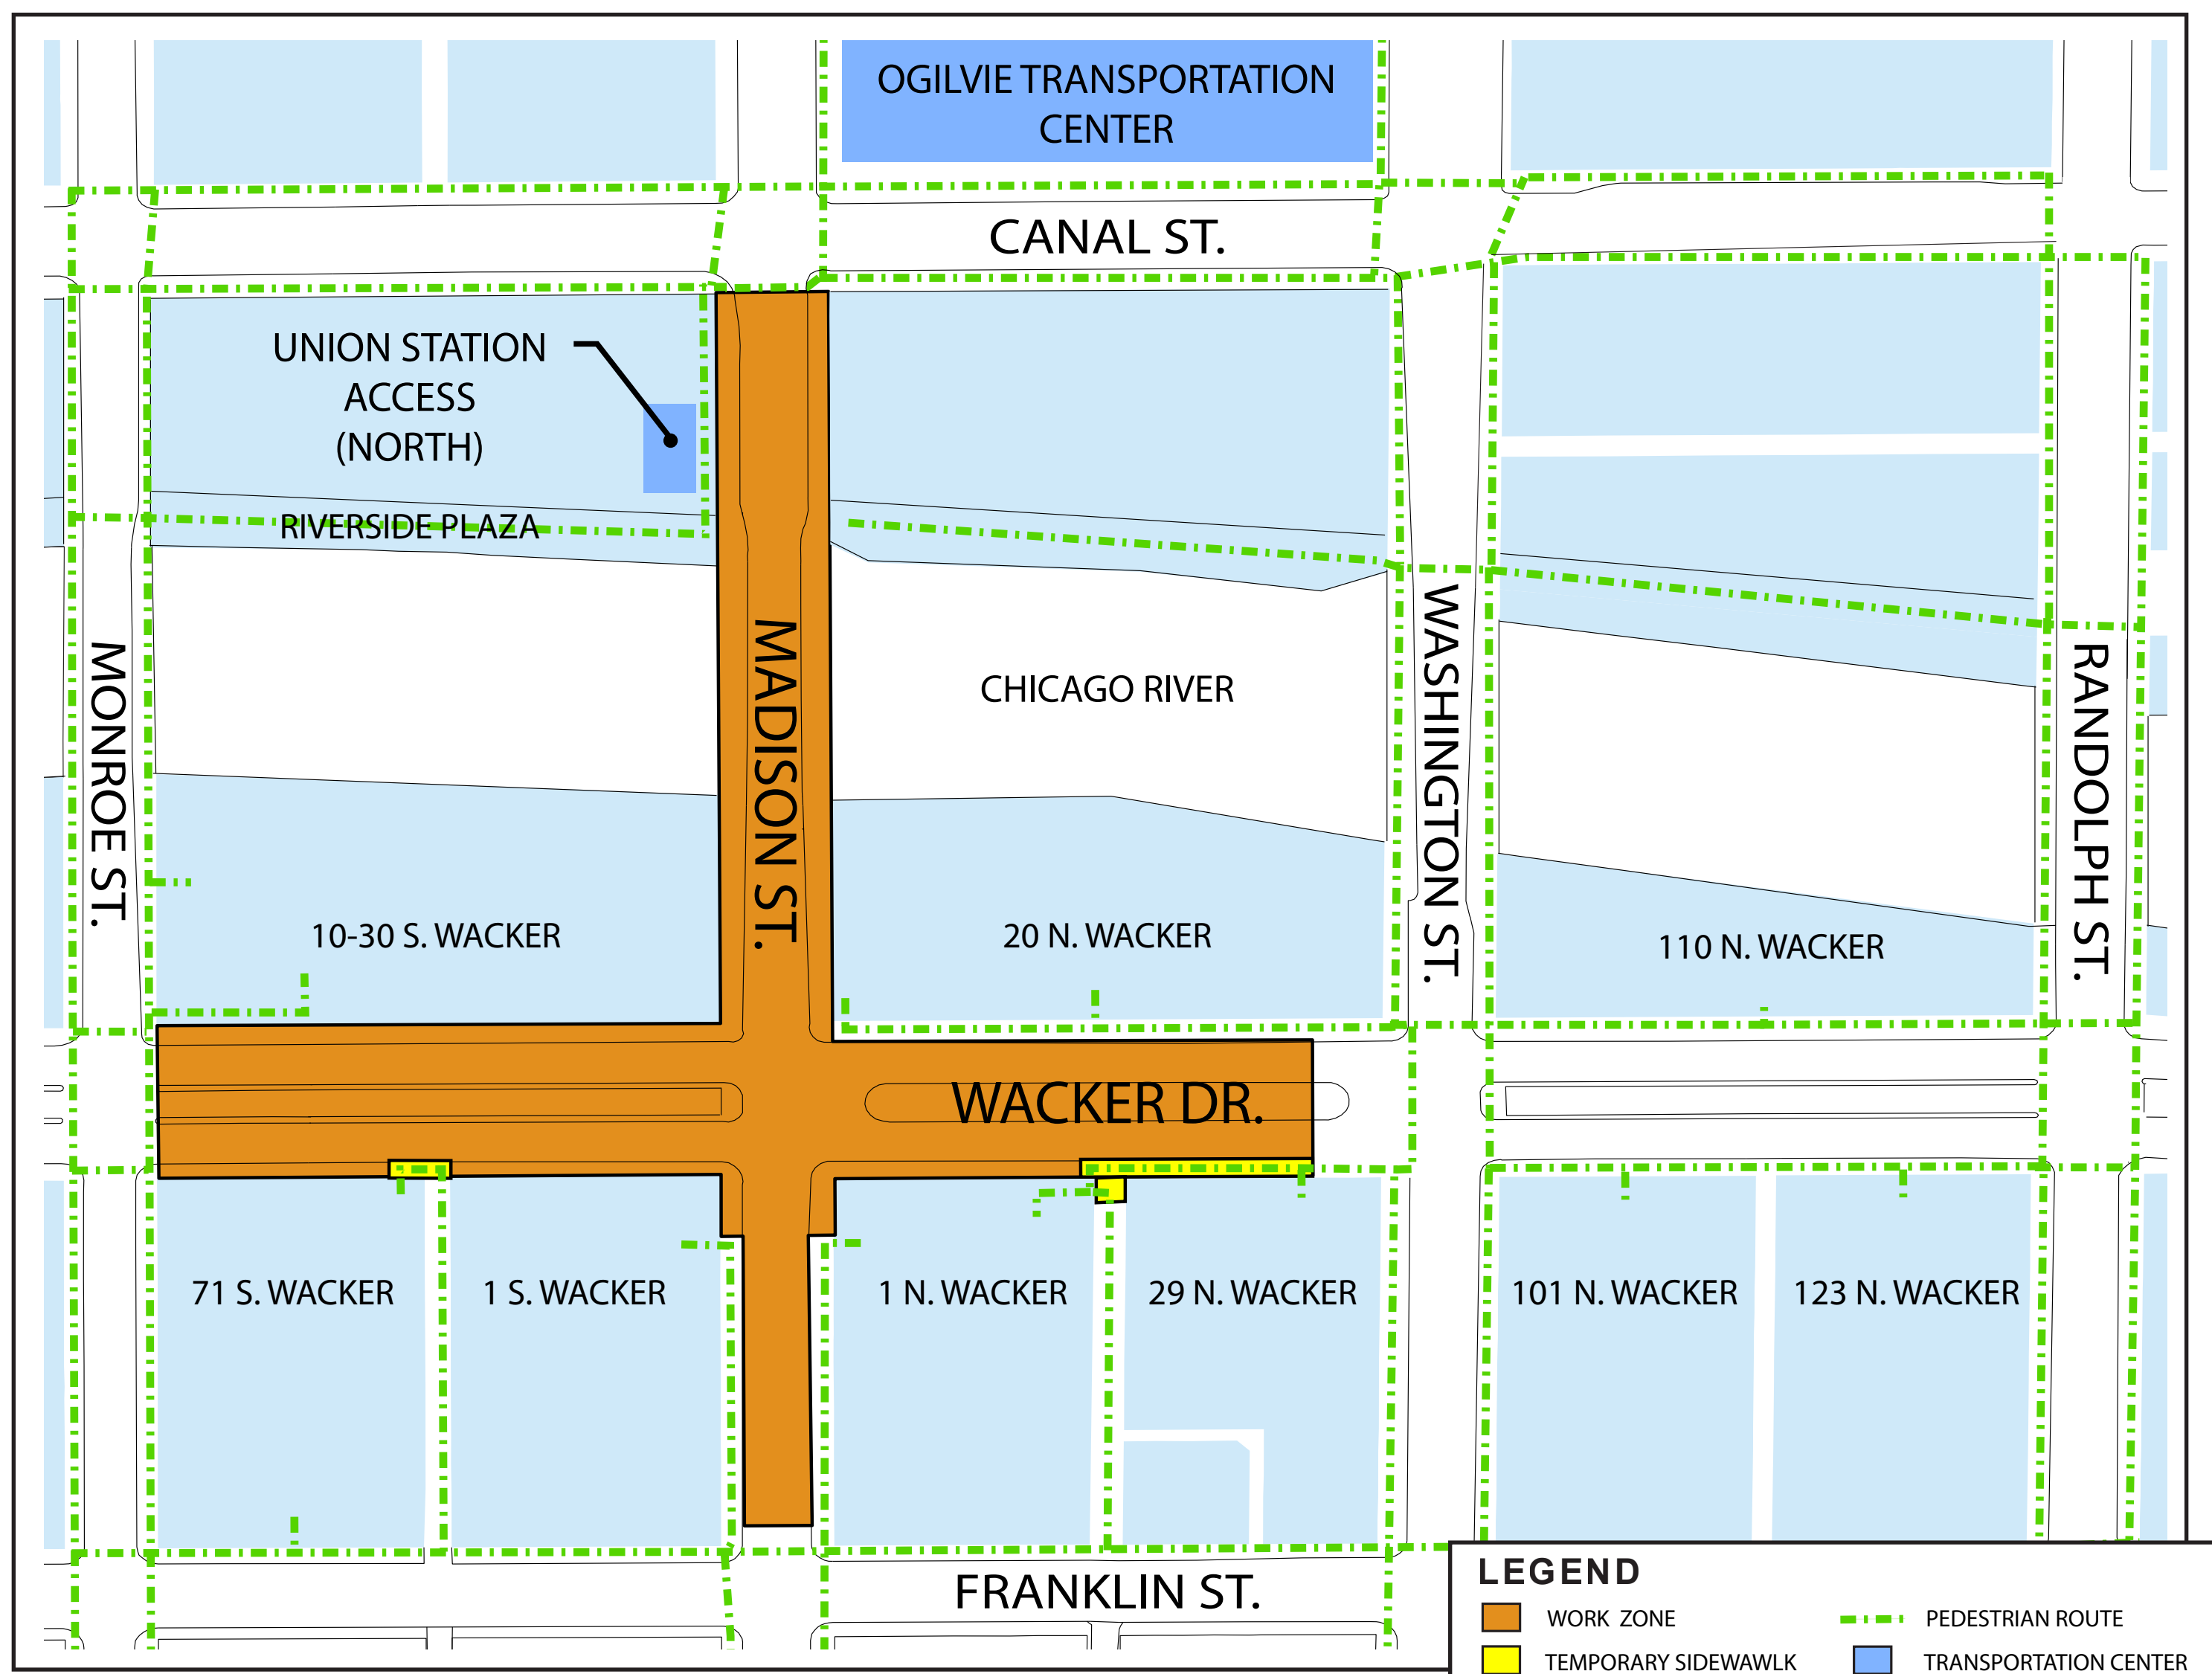 OGILVIE TRANSPORTATION
CENTER
CANAL ST.
UNION STATION
ACCESS
(NORTH)
RIVERSIDE PLAZA
MONROE ST.
MADISON ST.
CHICAGO RIVER
WASHINGTON ST.
RANDOLPH ST.
10-30 S. WACKER
20 N. WACKER
110 N. WACKER
WACKER DR.
71 S. WACKER
1 S. WACKER
1 N. WACKER
29 N. WACKER
101 N. WACKER
123 N. WACKER
FRANKLIN ST.
LEGEND
WORK ZONE
PEDESTRIAN ROUTE
TEMPORARY SIDEWAWLK
TRANSPORTATION CENTER